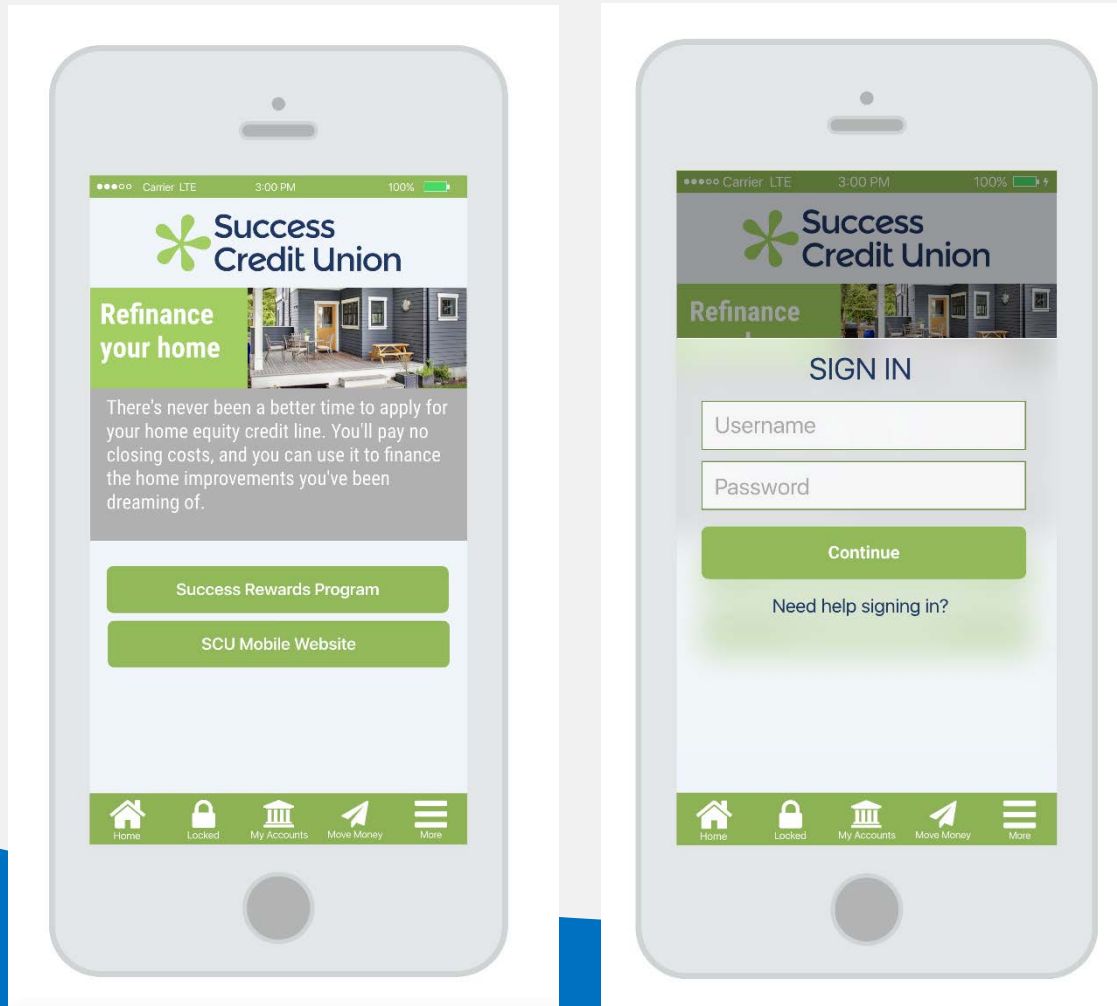 Carrier LTE 3:00 PM 100%
Success
Credit Union
Refinance
your home
There's never been a better time to apply for
your home equity credit line. You'll pay no
closing costs, and you can use it to finance
the home improvements you've been
dreaming of.
Success Rewards Program
SCU Mobile Website
Home Locked My Accounts Move Money More
Carrier LTE 3:00 PM 100%
Success
Credit Union
Refinance
SIGN IN
Username
Password
Continue
Need help signing in?
Home Locked My Accounts Move Money More